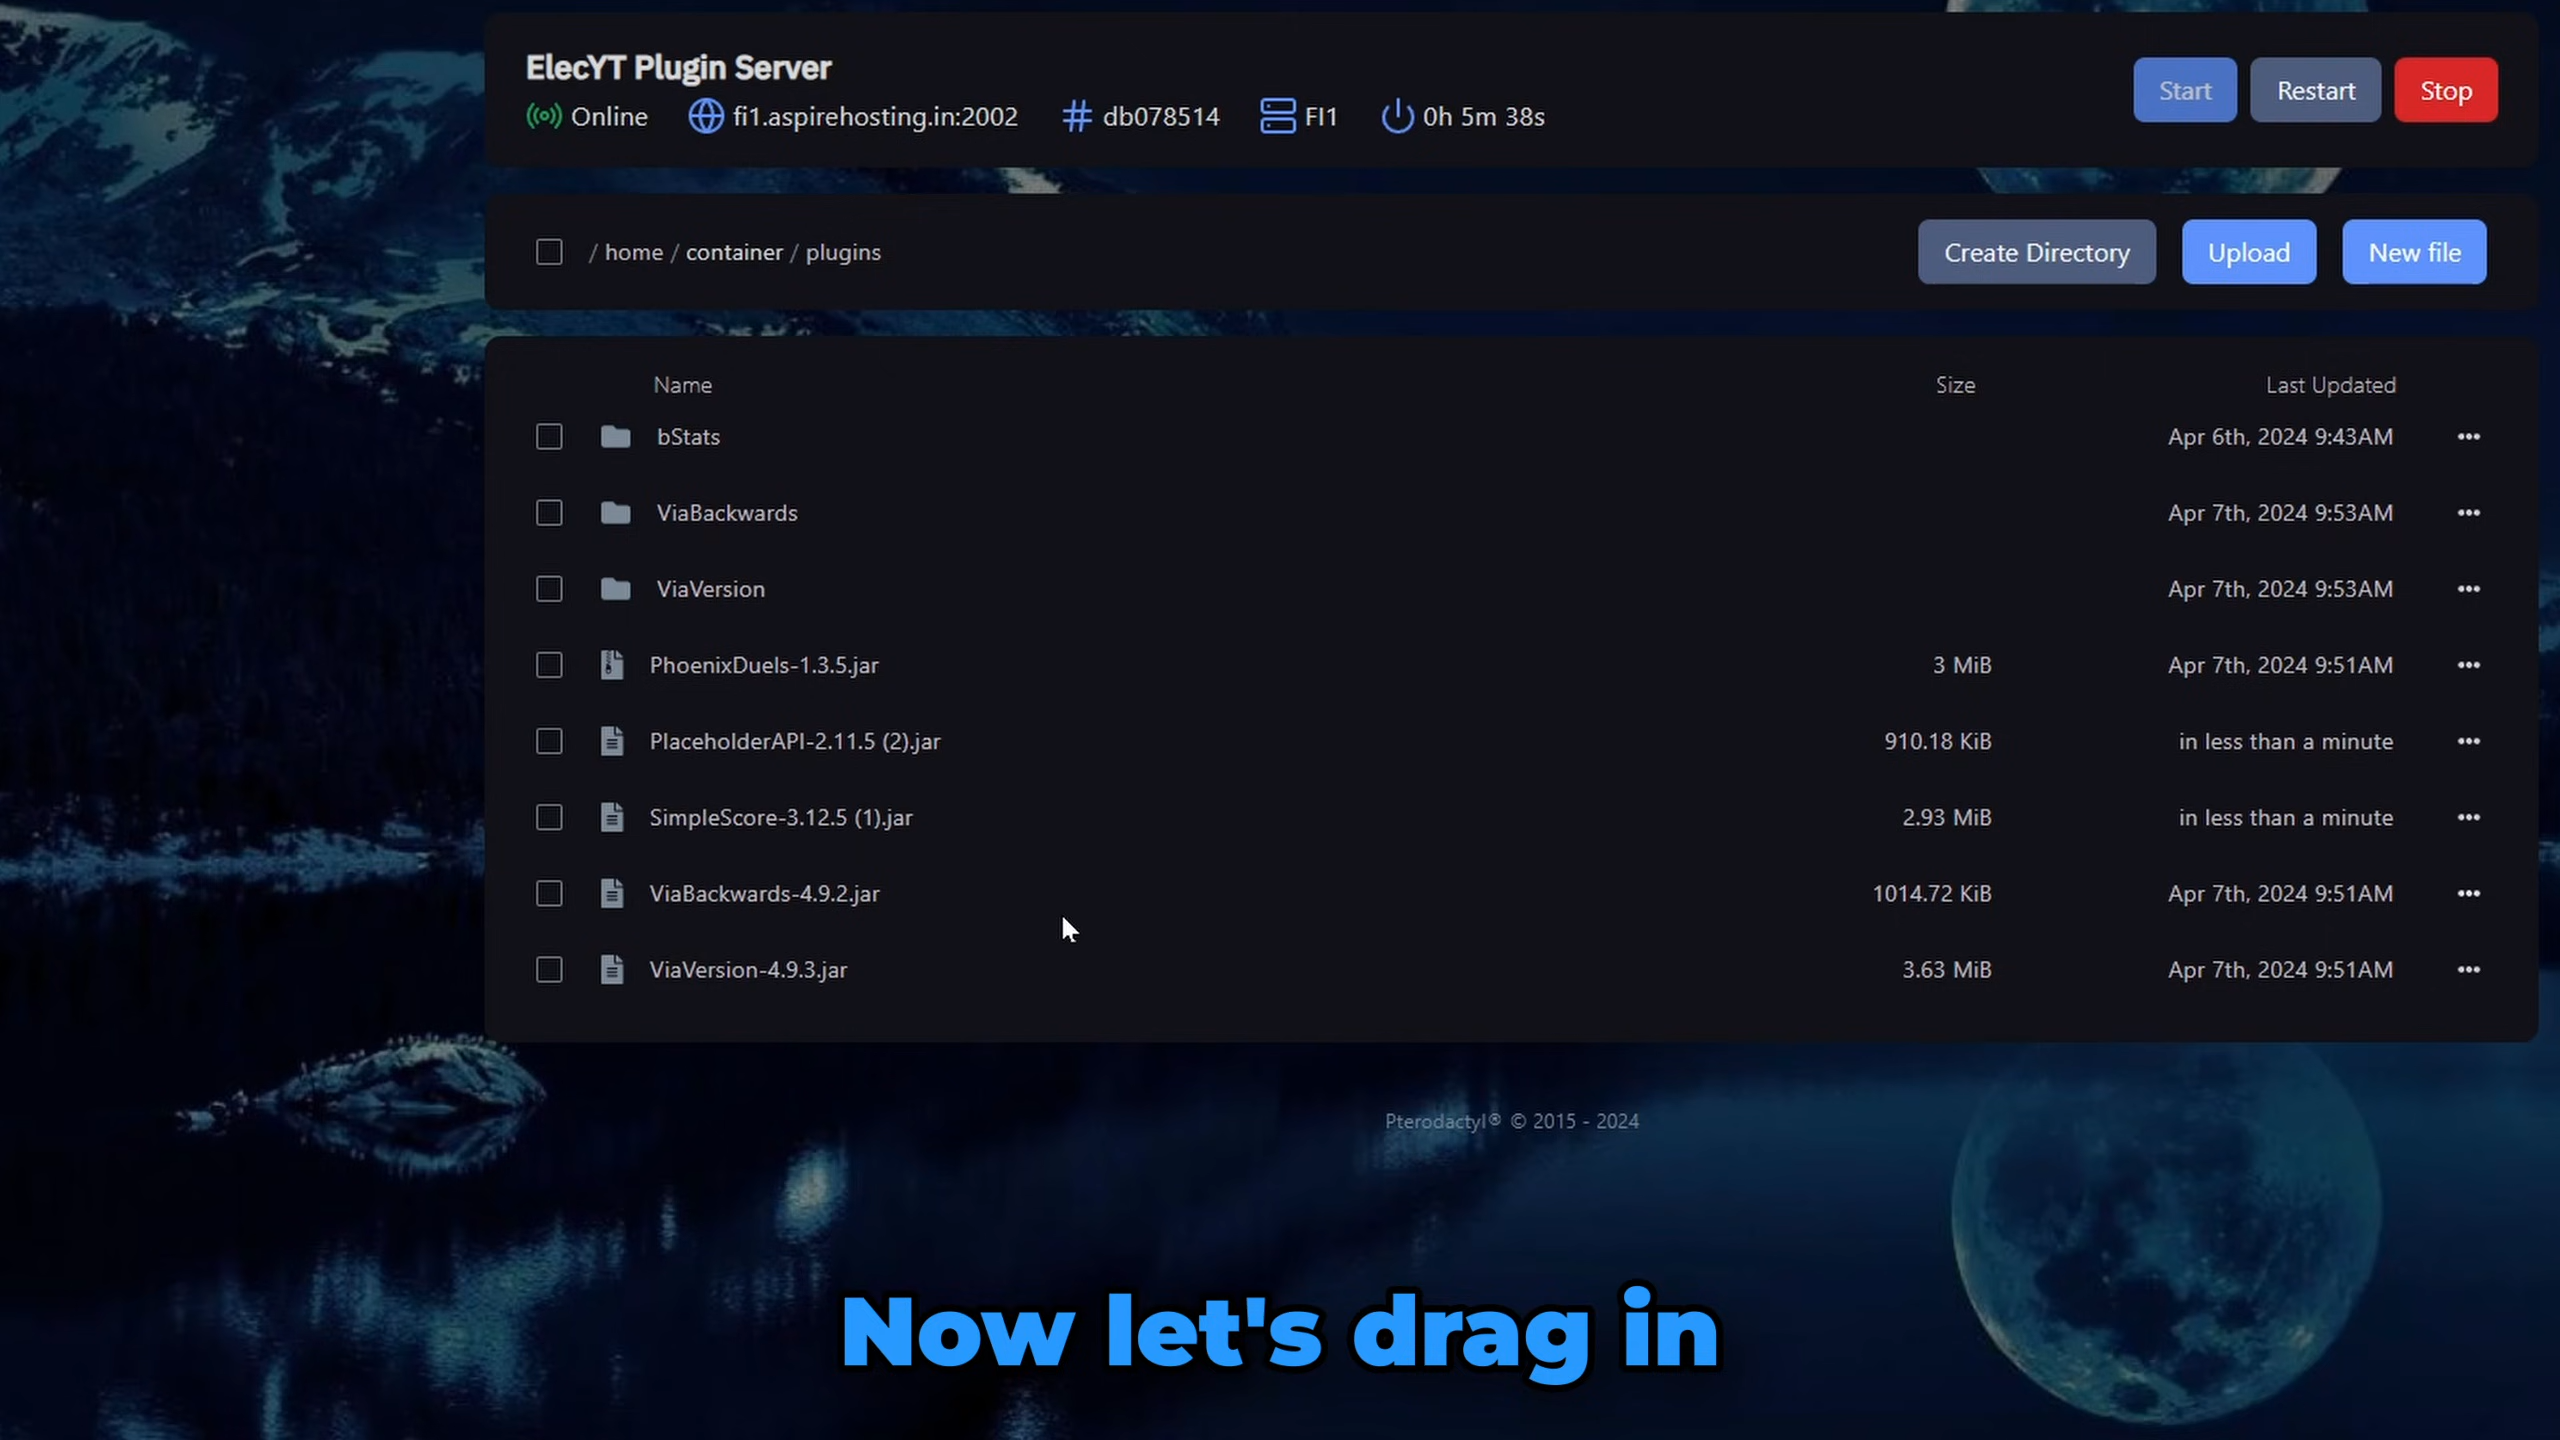 ElecYT Plugin Server
Online fi1.aspirehosting.in:2002 # db078514 FI1 0h 5m 38s
Start Restart Stop
/ home / container / plugins
Create Directory Upload New file
Name Size Last Updated
bStats Apr 6th, 2024 9:43AM
ViaBackwards Apr 7th, 2024 9:53AM
ViaVersion Apr 7th, 2024 9:53AM
PhoenixDuels-1.3.5.jar 3 MiB Apr 7th, 2024 9:51AM
PlaceholderAPI-2.11.5 (2).jar 910.18 KiB in less than a minute
SimpleScore-3.12.5 (1).jar 2.93 MiB in less than a minute
ViaBackwards-4.9.2.jar 1014.72 KiB Apr 7th, 2024 9:51AM
ViaVersion-4.9.3.jar 3.63 MiB Apr 7th, 2024 9:51AM
Pterodactyl® © 2015 - 2024
Now let's drag in